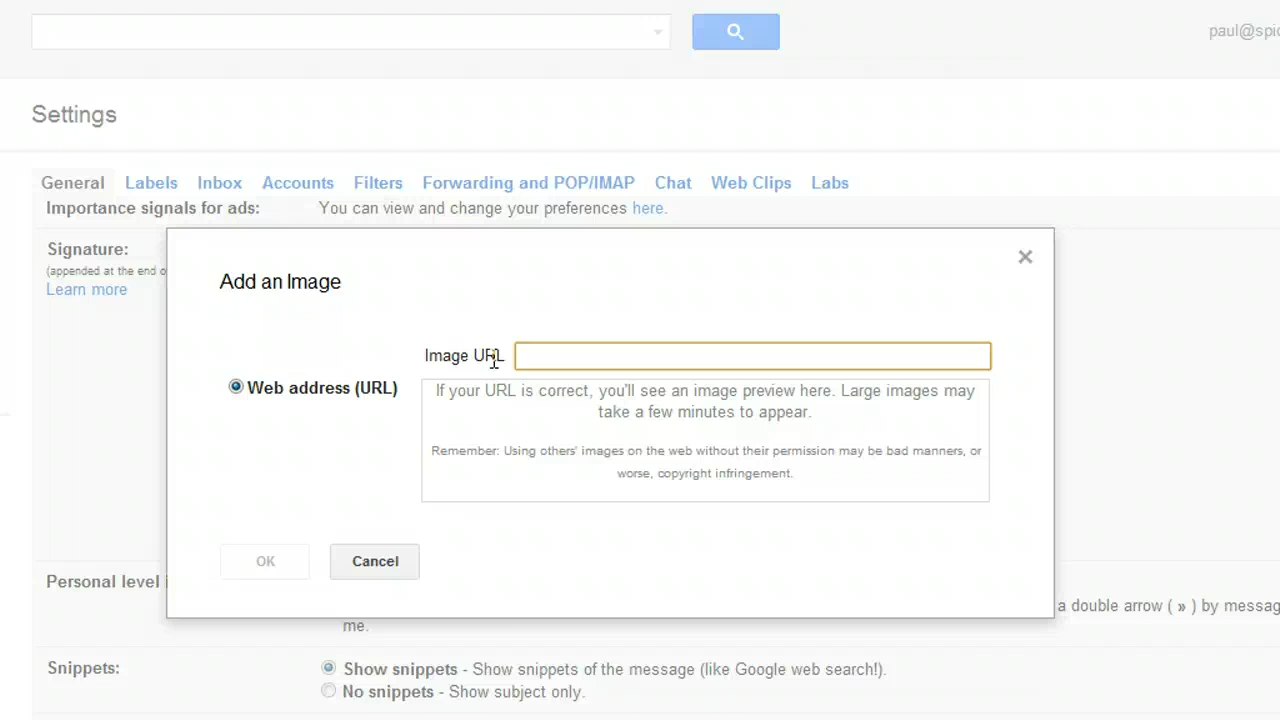 paul@spic
Settings
General Labels Inbox Accounts Filters Forwarding and POP/IMAP Chat Web Clips Labs
Importance signals for ads: You can view and change your preferences here.
Signature:
(appended at the end o
Learn more
Add an Image
×
Image URL
Web address (URL)
If your URL is correct, you'll see an image preview here. Large images may
take a few minutes to appear.
Remember: Using others' images on the web without their permission may be bad manners, or
worse, copyright infringement.
OK Cancel
Personal level i
a double arrow ( » ) by messag
me.
Snippets: Show snippets - Show snippets of the message (like Google web search!).
No snippets - Show subject only.